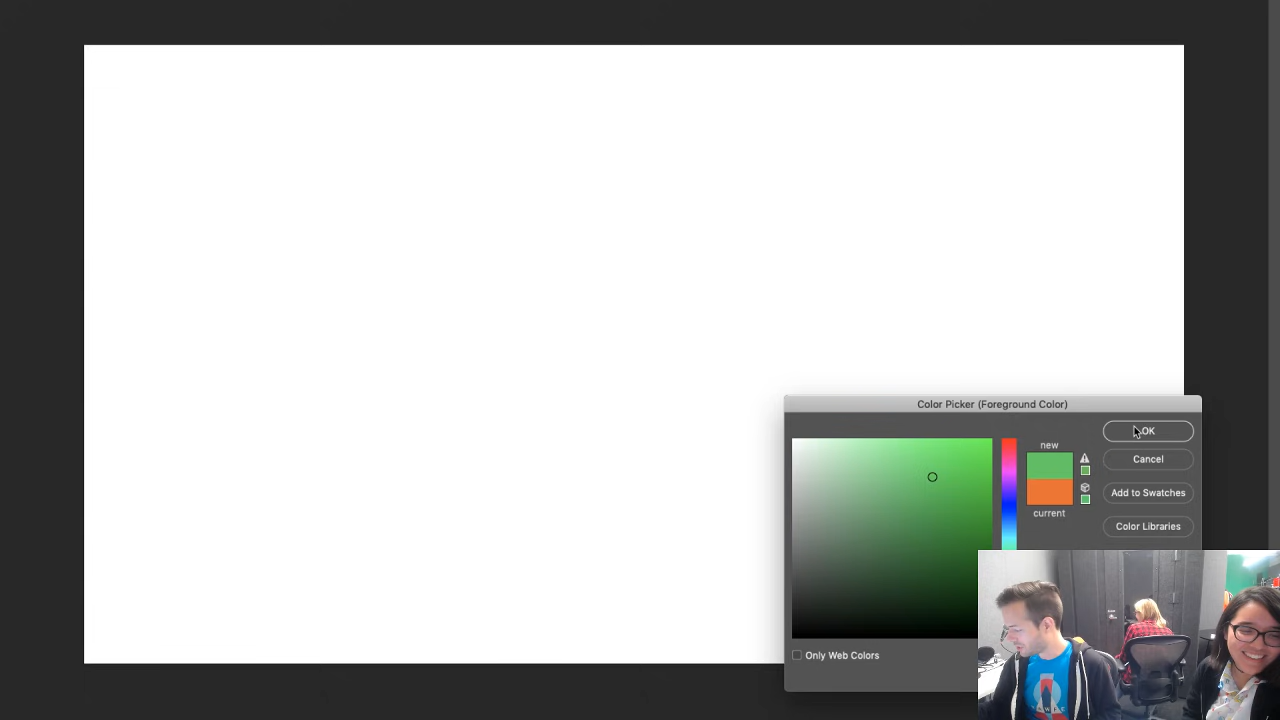 Color Picker (Foreground Color)
OK
new
Cancel
Add to Swatches
current
Color Libraries
Only Web Colors